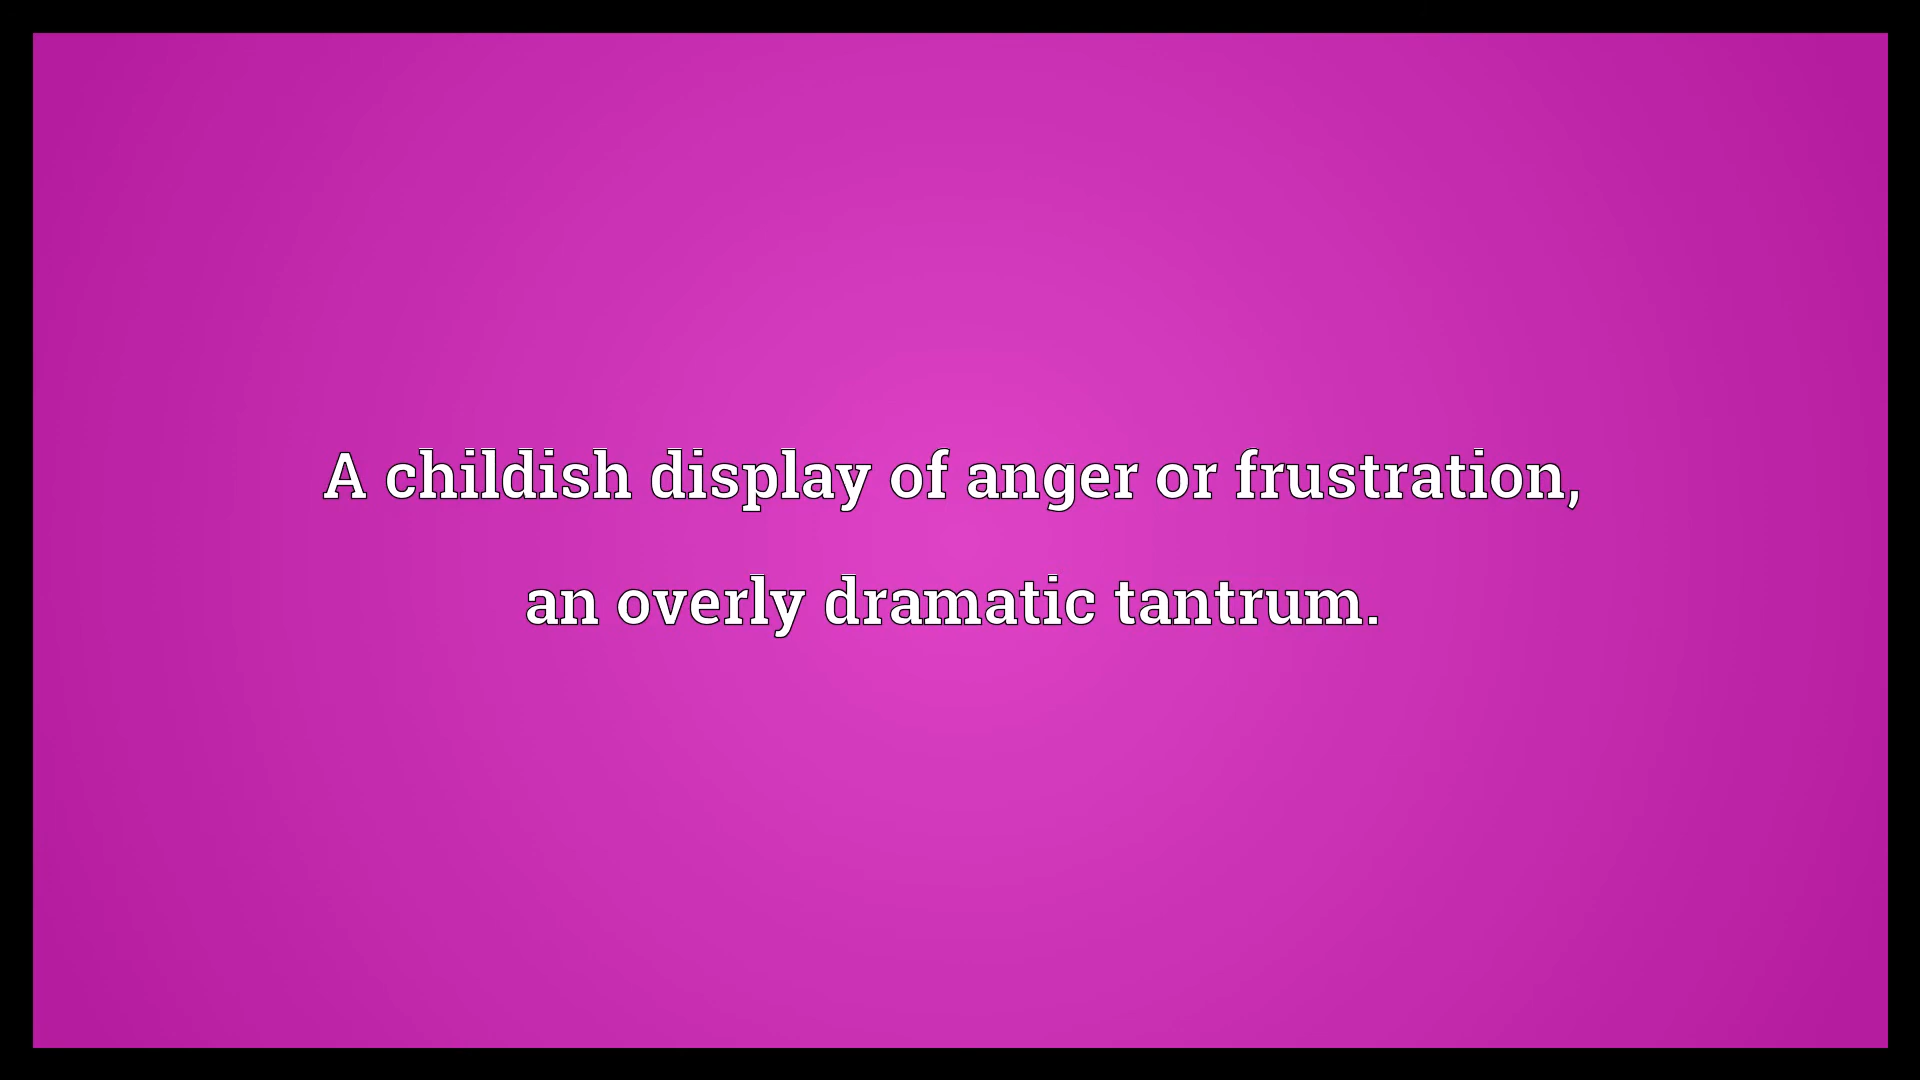 A childish display of anger or frustration,
an overly dramatic tantrum.